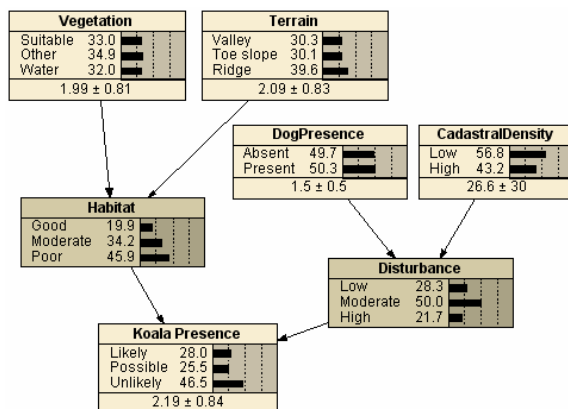 Vegetation
Suitable 33.0
Other 34.9
Water 32.0
1.99 ± 0.81
Terrain
Valley 30.3
Toe slope 30.1
Ridge 39.6
2.09 ± 0.83
DogPresence
Absent 49.7
Present 50.3
1.5 ± 0.5
CadastralDensity
Low 56.8
High 43.2
26.6 ± 30
Habitat
Good 19.9
Moderate 34.2
Poor 45.9
Disturbance
Low 28.3
Moderate 50.0
High 21.7
Koala Presence
Likely 28.0
Possible 25.5
Unlikely 46.5
2.19 ± 0.84